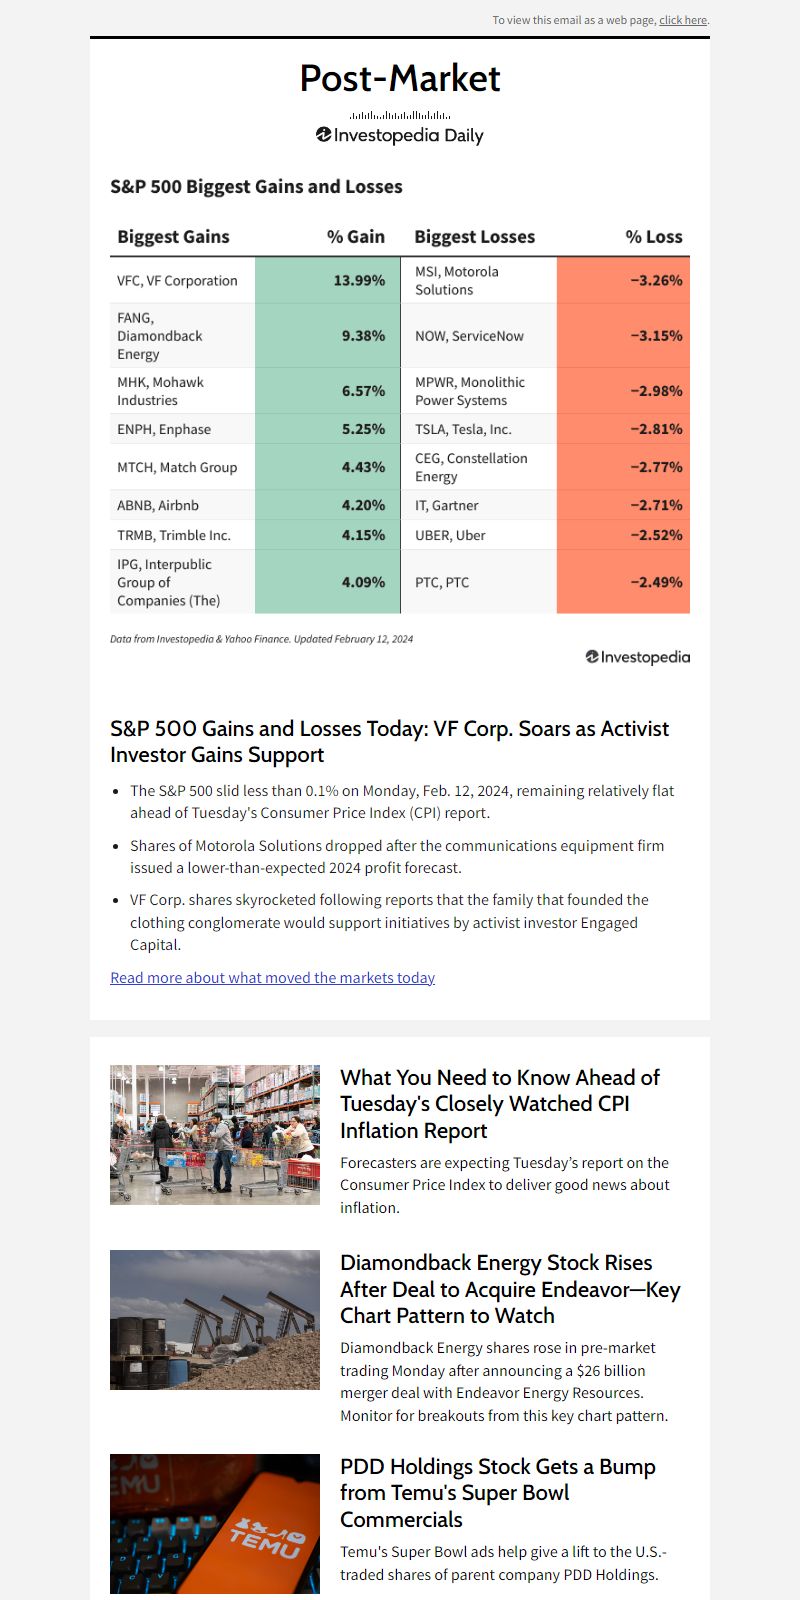 To view this email as a web page, click here.
Post-Market
Investopedia Daily
S&P 500 Biggest Gains and Losses
Biggest Gains % Gain Biggest Losses % Loss
VFC, VF Corporation 13.99% MSI, Motorola
Solutions −3.26%
FANG,
Diamondback
Energy 9.38% NOW, ServiceNow −3.15%
MHK, Mohawk
Industries 6.57% MPWR, Monolithic
Power Systems −2.98%
ENPH, Enphase 5.25% TSLA, Tesla, Inc. −2.81%
MTCH, Match Group 4.43% CEG, Constellation
Energy −2.77%
ABNB, Airbnb 4.20% IT, Gartner −2.71%
TRMB, Trimble Inc. 4.15% UBER, Uber −2.52%
IPG, Interpublic
Group of
Companies (The) 4.09% PTC, PTC −2.49%
Data from Investopedia & Yahoo Finance. Updated February 12, 2024
Investopedia
S&P 500 Gains and Losses Today: VF Corp. Soars as Activist
Investor Gains Support
• The S&P 500 slid less than 0.1% on Monday, Feb. 12, 2024, remaining relatively flat
ahead of Tuesday's Consumer Price Index (CPI) report.
• Shares of Motorola Solutions dropped after the communications equipment firm
issued a lower-than-expected 2024 profit forecast.
• VF Corp. shares skyrocketed following reports that the family that founded the
clothing conglomerate would support initiatives by activist investor Engaged
Capital.
Read more about what moved the markets today
What You Need to Know Ahead of
Tuesday's Closely Watched CPI
Inflation Report
Forecasters are expecting Tuesday’s report on the
Consumer Price Index to deliver good news about
inflation.
Diamondback Energy Stock Rises
After Deal to Acquire Endeavor—Key
Chart Pattern to Watch
Diamondback Energy shares rose in pre-market
trading Monday after announcing a $26 billion
merger deal with Endeavor Energy Resources.
Monitor for breakouts from this key chart pattern.
TEMU
TEMU
PDD Holdings Stock Gets a Bump
from Temu's Super Bowl
Commercials
Temu's Super Bowl ads help give a lift to the U.S.-
traded shares of parent company PDD Holdings.